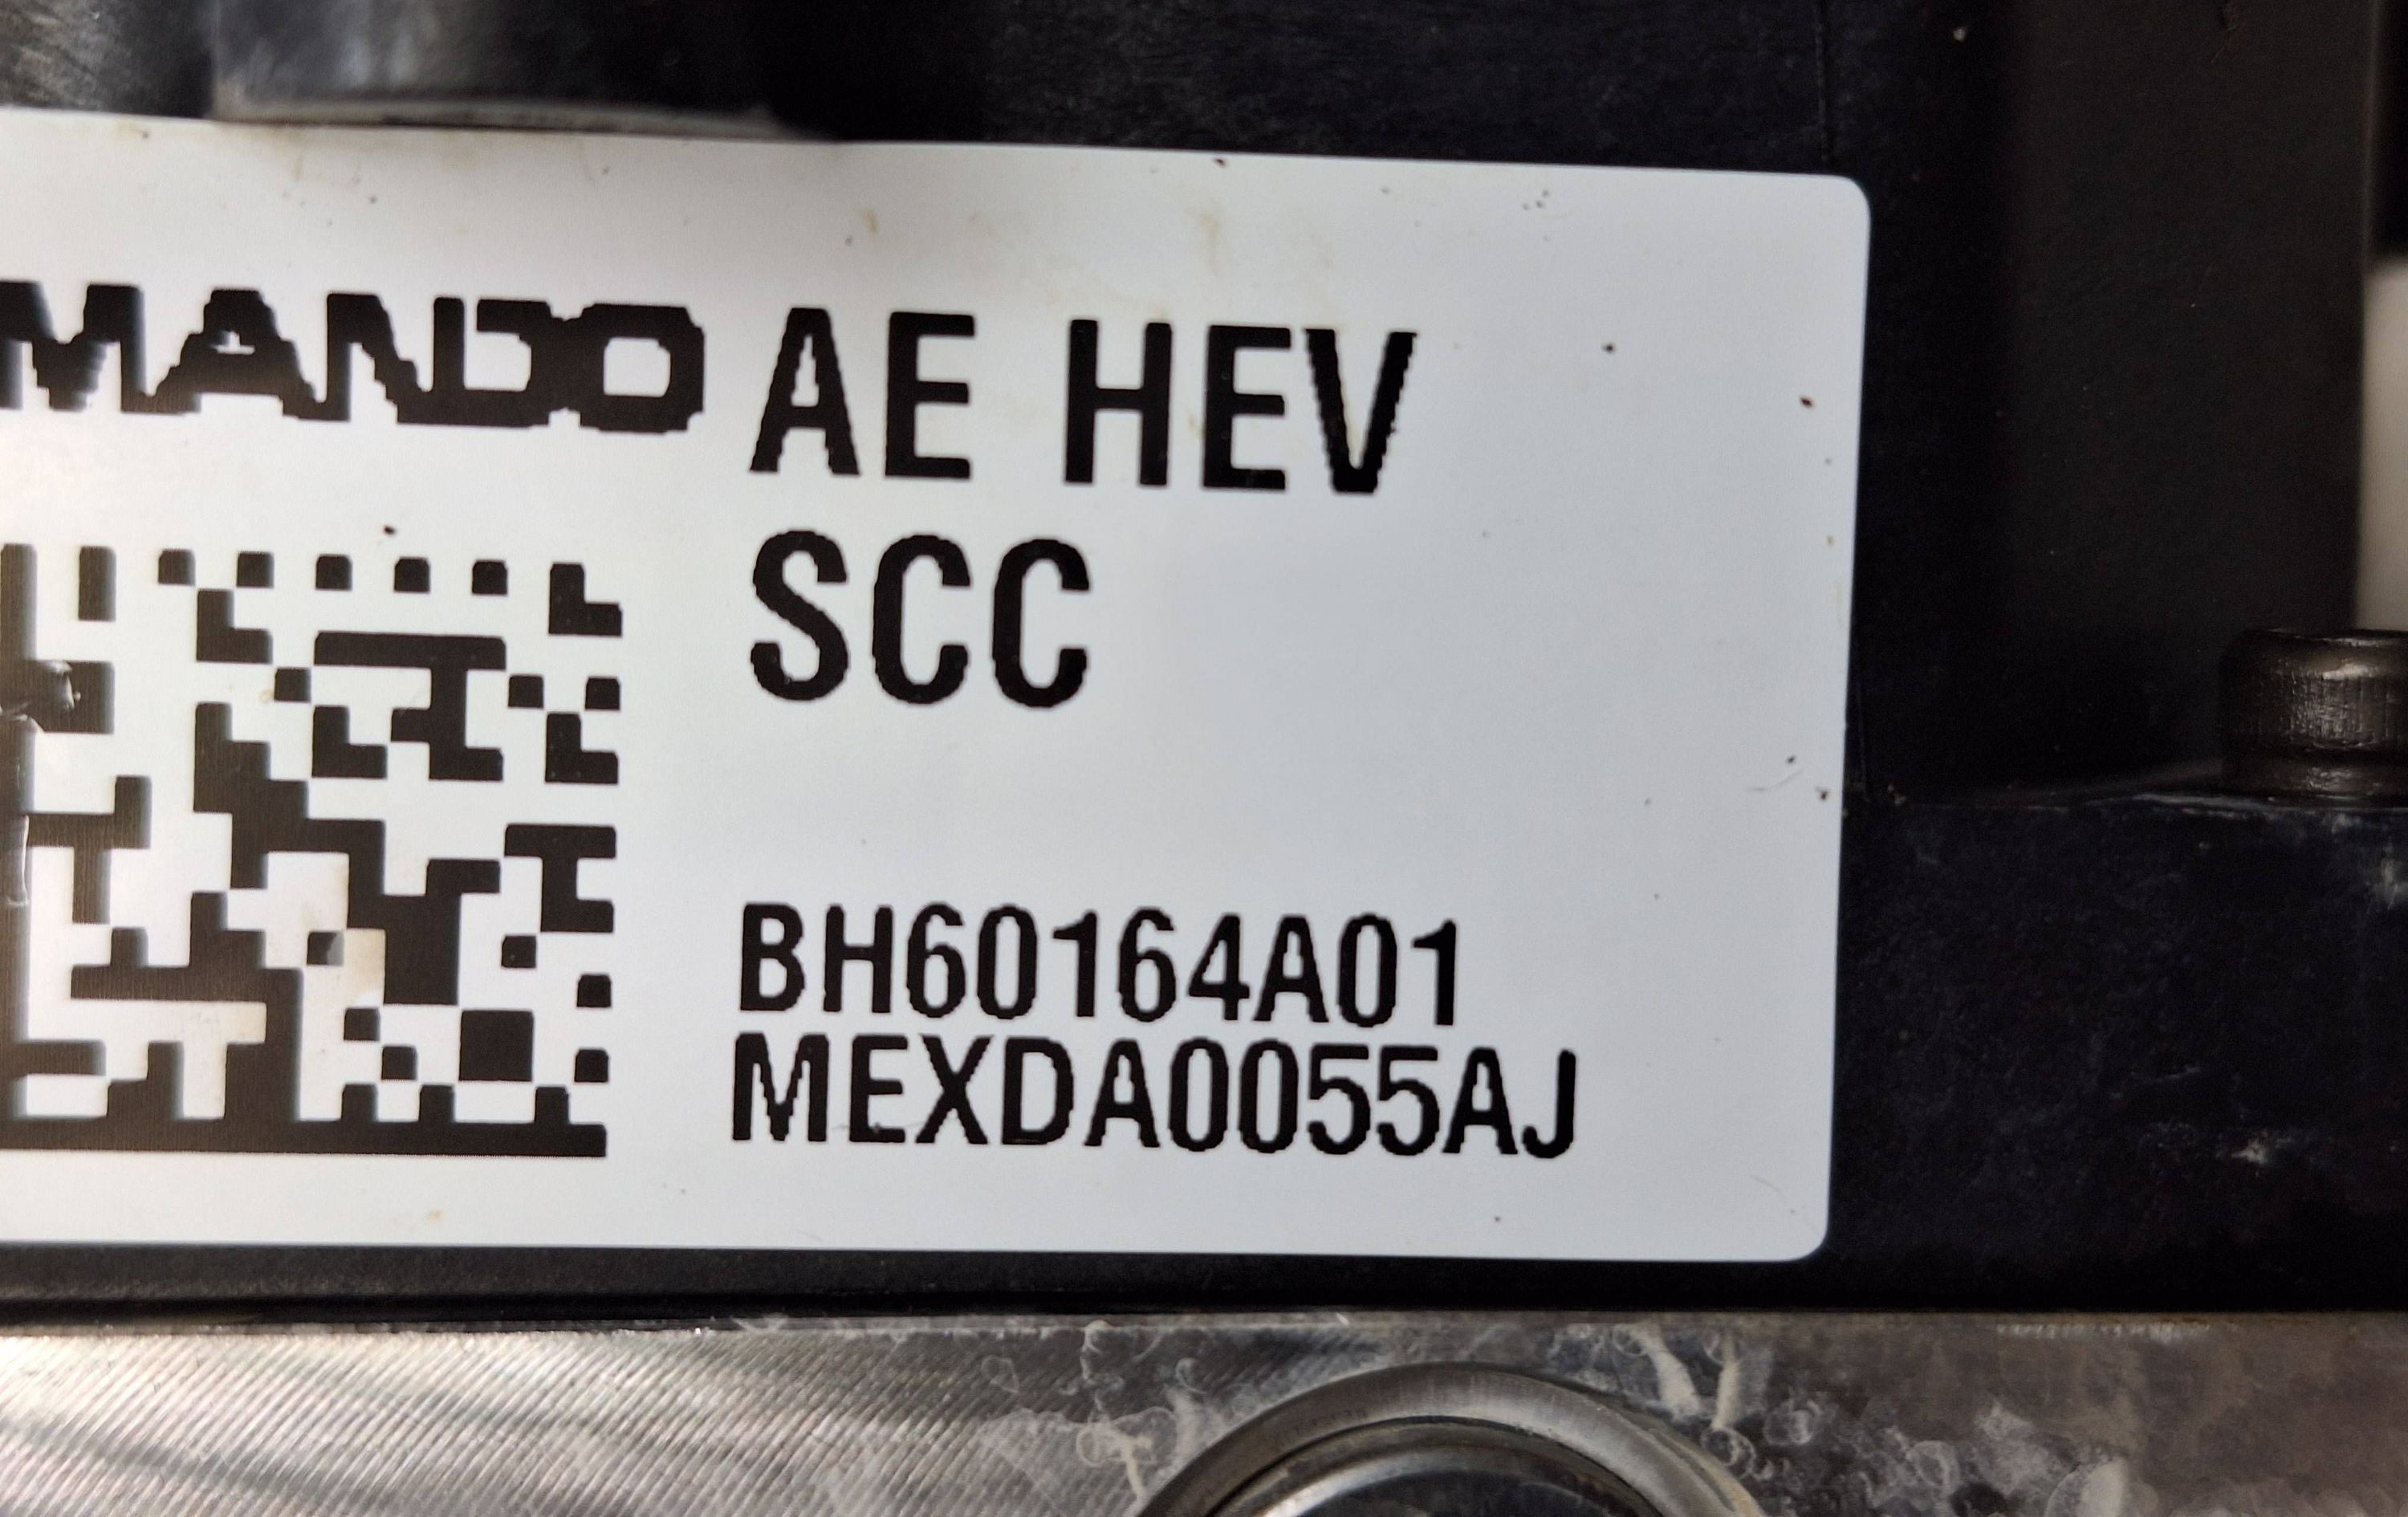 MANDO AE HEV
SCC
BH60164A01
MEXDA0055AJ